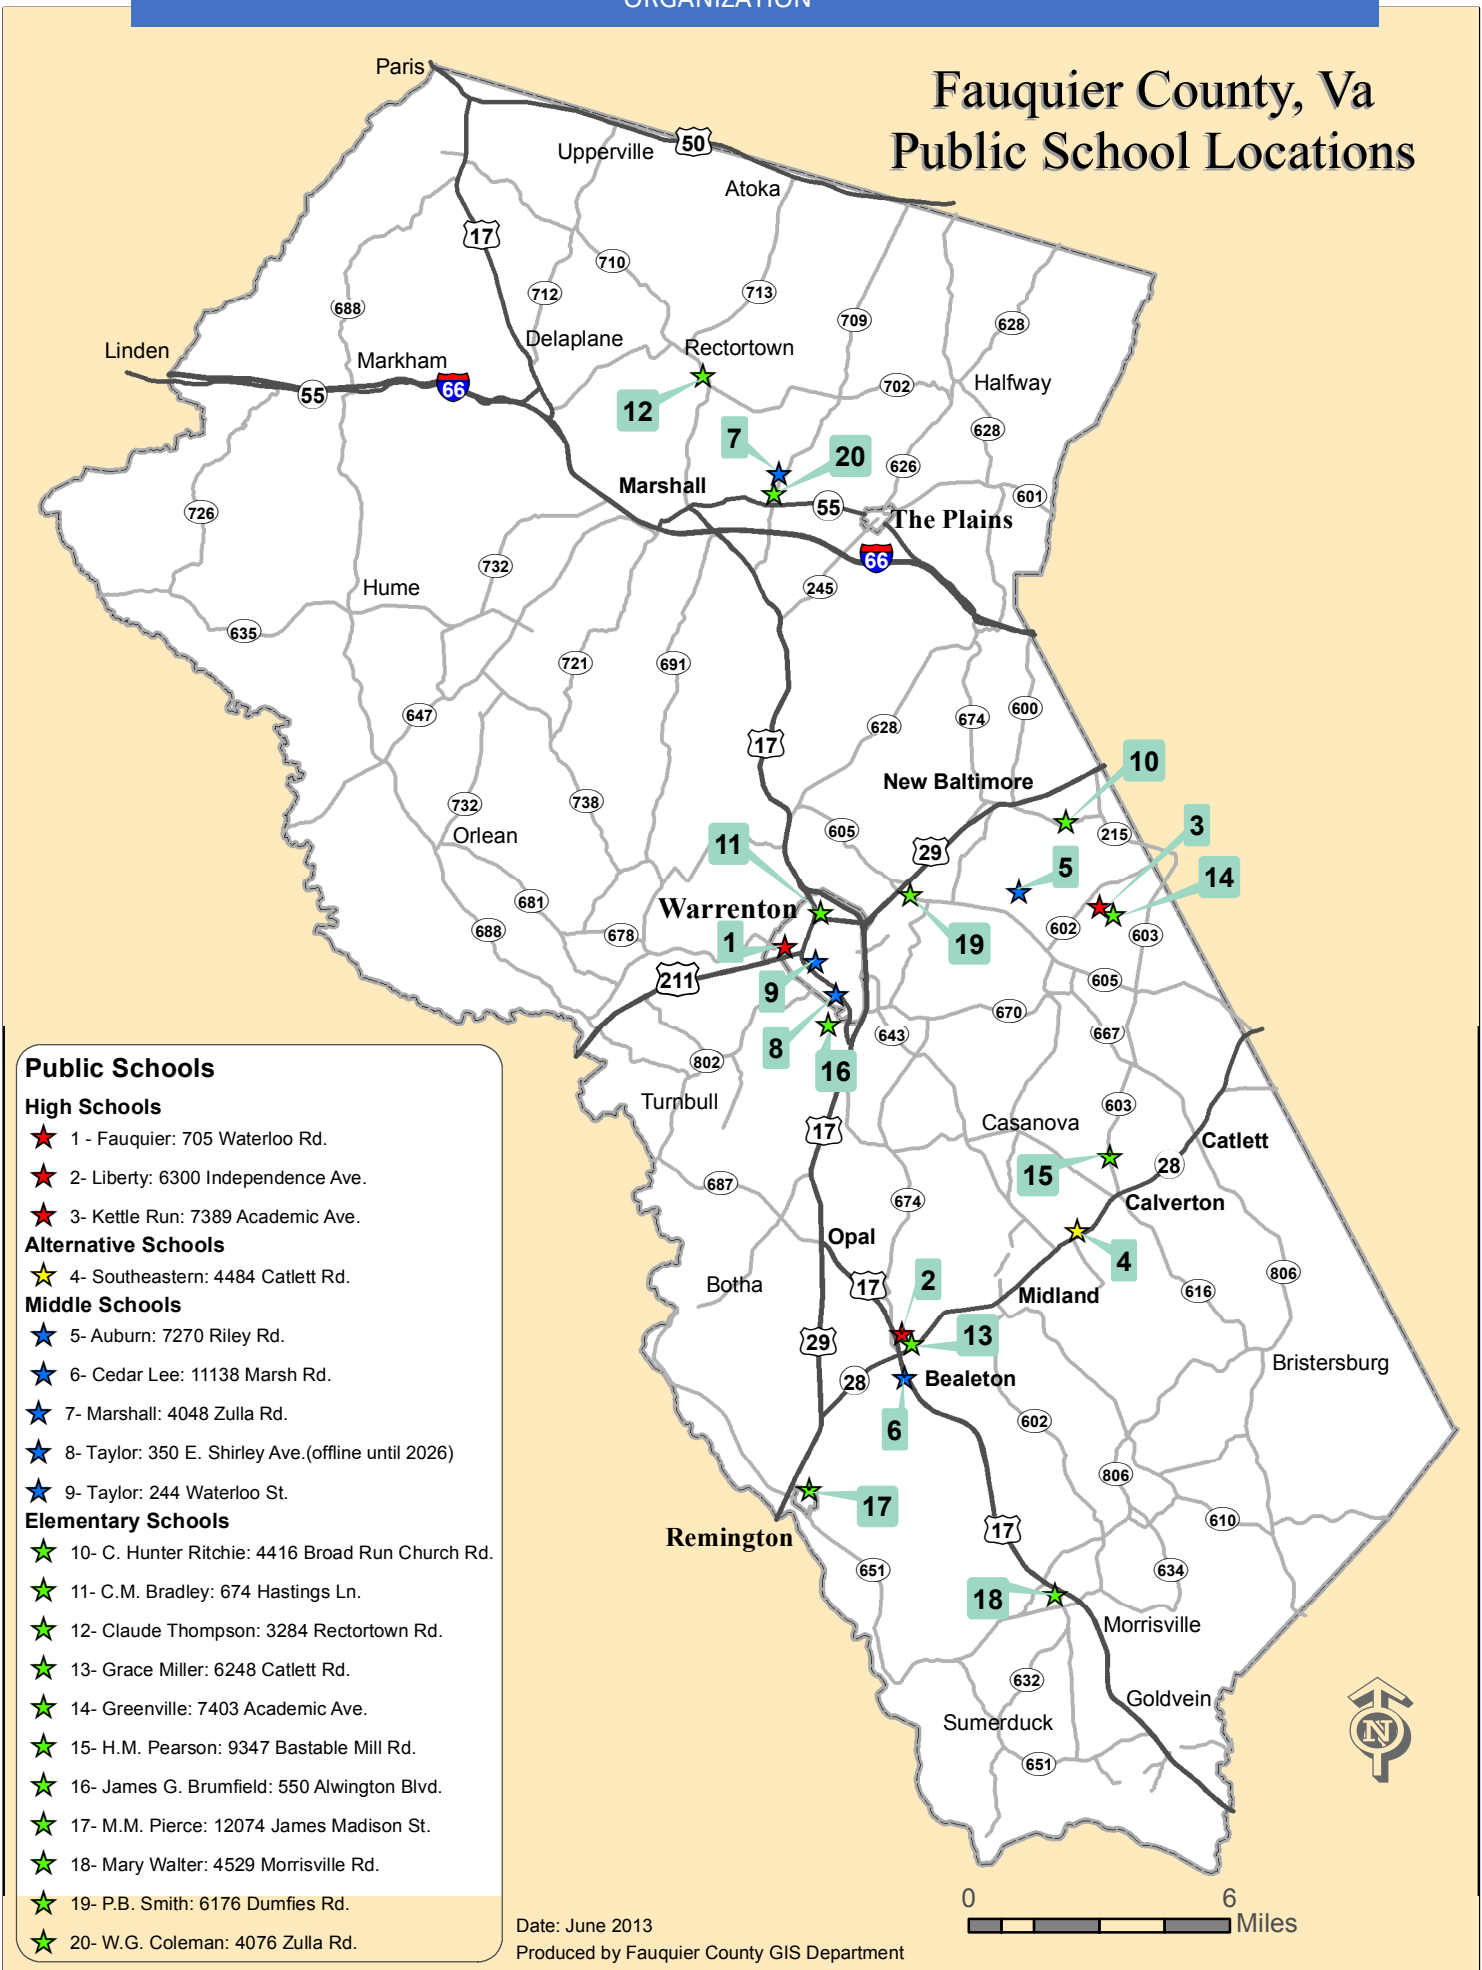 ORGANIZATION
Fauquier County, Va
Public School Locations
Paris
Upperville
50
Atoka
17
710
712
713
688
709
628
Delaplane
Rectortown
Linden
Markham
66
55
702
Halfway
12
7
628
20
626
Marshall
601
726
55
The Plains
66
732
245
Hume
635
721
691
647
600
674
628
17
10
New Baltimore
732
738
3
605
215
Orlean
11
29
5
14
681
Warrenton
688
678
602
603
1
19
211
9
605
670
643
667
8
802
16
Turnbull
603
Casanova
17
Catlett
28
15
687
674
Calverton
Opal
4
806
17
2
Botha
616
Midland
29
13
Bristersburg
28
Bealeton
602
6
806
17
610
17
Remington
651
634
18
Morrisville
632
Goldvein
Sumerduck
651
N
Public Schools
High Schools
1 - Fauquier: 705 Waterloo Rd.
2- Liberty: 6300 Independence Ave.
3- Kettle Run: 7389 Academic Ave.
Alternative Schools
4- Southeastern: 4484 Catlett Rd.
Middle Schools
5- Auburn: 7270 Riley Rd.
6- Cedar Lee: 11138 Marsh Rd.
7- Marshall: 4048 Zulla Rd.
8- Taylor: 350 E. Shirley Ave.(offline until 2026)
9- Taylor: 244 Waterloo St.
Elementary Schools
10- C. Hunter Ritchie: 4416 Broad Run Church Rd.
11- C.M. Bradley: 674 Hastings Ln.
12- Claude Thompson: 3284 Rectortown Rd.
13- Grace Miller: 6248 Catlett Rd.
14- Greenville: 7403 Academic Ave.
15- H.M. Pearson: 9347 Bastable Mill Rd.
16- James G. Brumfield: 550 Alwington Blvd.
17- M.M. Pierce: 12074 James Madison St.
18- Mary Walter: 4529 Morrisville Rd.
19- P.B. Smith: 6176 Dumfies Rd.
20- W.G. Coleman: 4076 Zulla Rd.
Date: June 2013
Produced by Fauquier County GIS Department
0 6
Miles